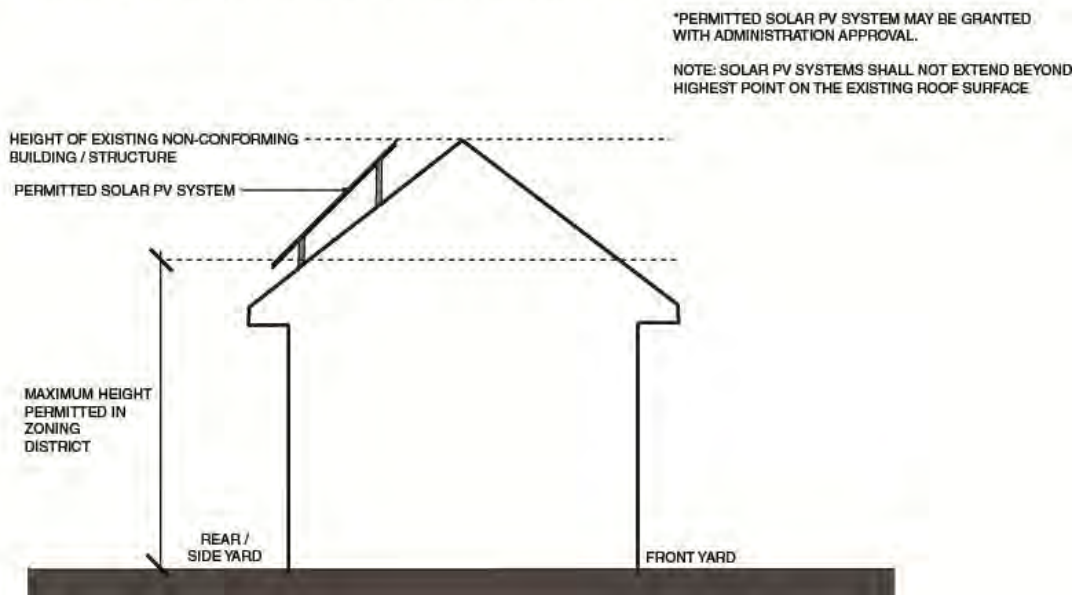 *PERMITTED SOLAR PV SYSTEM MAY BE GRANTED
WITH ADMINISTRATION APPROVAL.
NOTE: SOLAR PV SYSTEMS SHALL NOT EXTEND BEYOND
HIGHEST POINT ON THE EXISTING ROOF SURFACE
HEIGHT OF EXISTING NON-CONFORMING
BUILDING / STRUCTURE
PERMITTED SOLAR PV SYSTEM
MAXIMUM HEIGHT
PERMITTED IN
ZONING
DISTRICT
REAR /
SIDE YARD
FRONT YARD